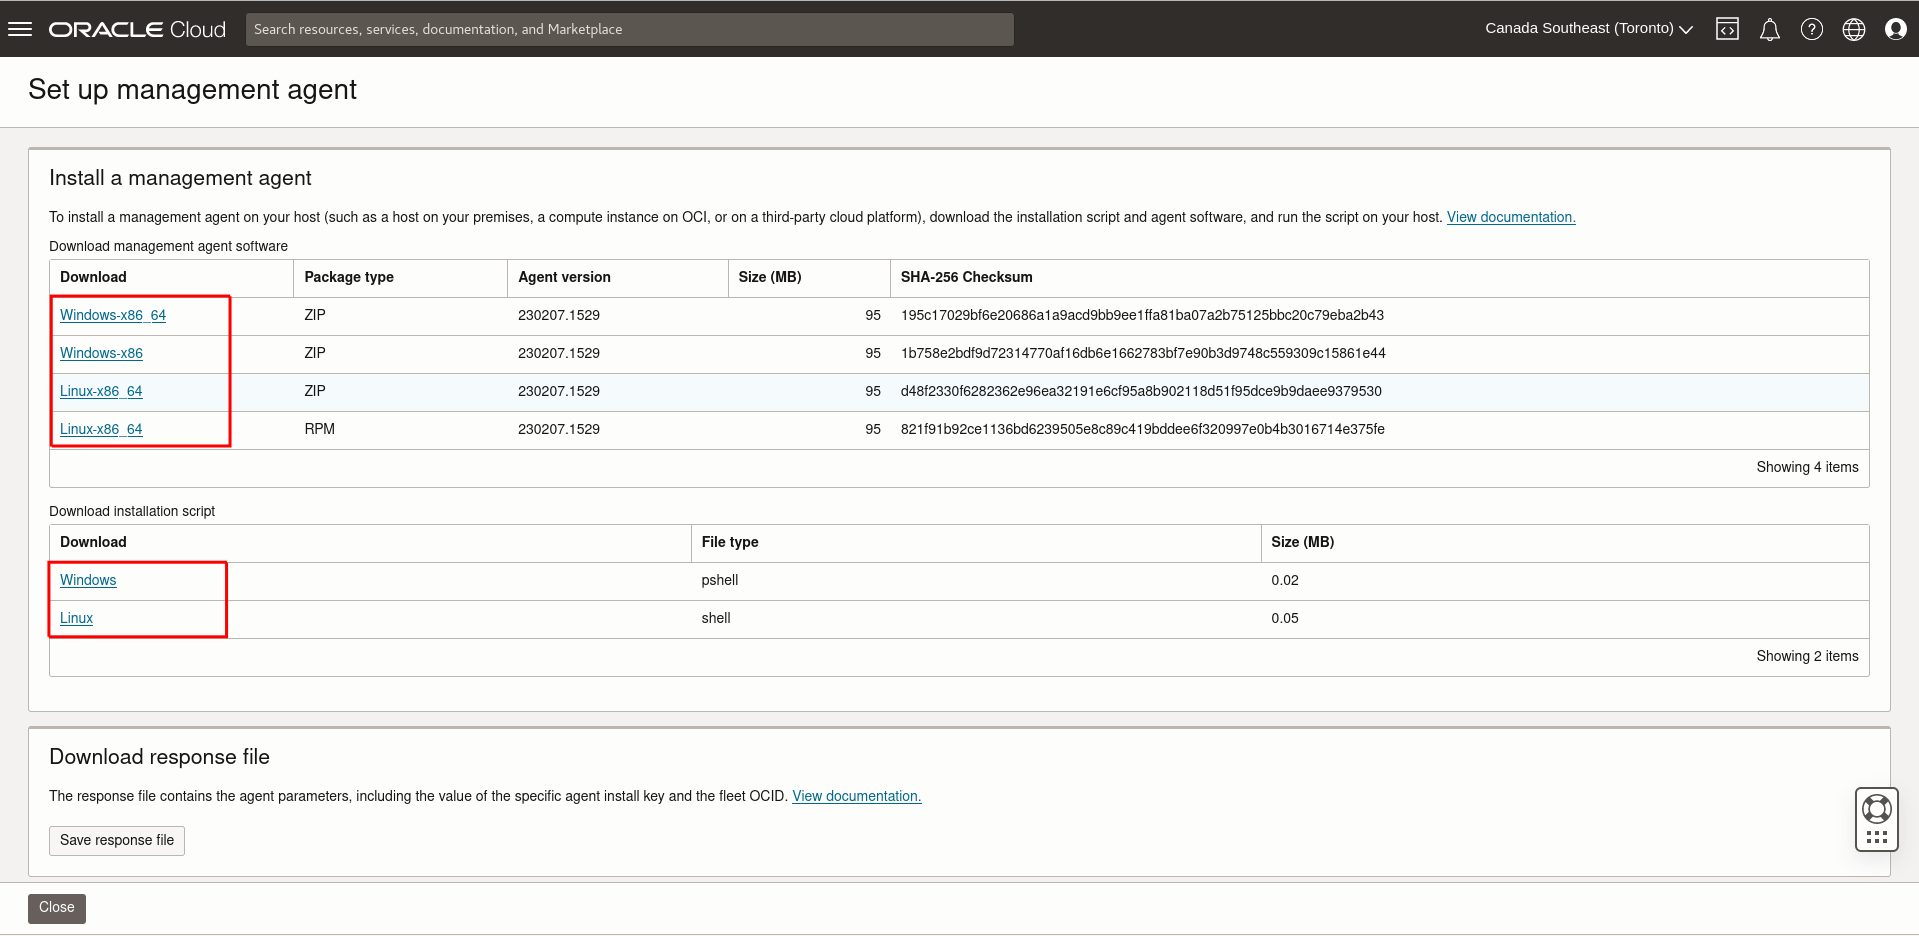 ORACLE Cloud
Search resources, services, documentation, and Marketplace
Canada Southeast (Toronto)
Set up management agent
Install a management agent
To install a management agent on your host (such as a host on your premises, a compute instance on OCI, or on a third-party cloud platform), download the installation script and agent software, and run the script on your host. View documentation.
Download management agent software
Download Package type Agent version Size (MB) SHA-256 Checksum
Windows-x86_64 ZIP 230207.1529 95 195c17029bf6e20686a1a9acd9bb9ee1ffa81ba07a2b75125bbc20c79eba2b43
Windows-x86 ZIP 230207.1529 95 1b758e2bdf9d72314770af16db6e1662783bf7e90b3d9748c559309c15861e44
Linux-x86_64 ZIP 230207.1529 95 d48f2330f6282362e96ea32191e6cf95a8b902118d51f95dce9b9daee9379530
Linux-x86_64 RPM 230207.1529 95 821f91b92ce1136bd6239505e8c89c419bddee6f320997e0b4b3016714e375fe
Showing 4 items
Download installation script
Download File type Size (MB)
Windows pshell 0.02
Linux shell 0.05
Showing 2 items
Download response file
The response file contains the agent parameters, including the value of the specific agent install key and the fleet OCID. View documentation.
Save response file
Close